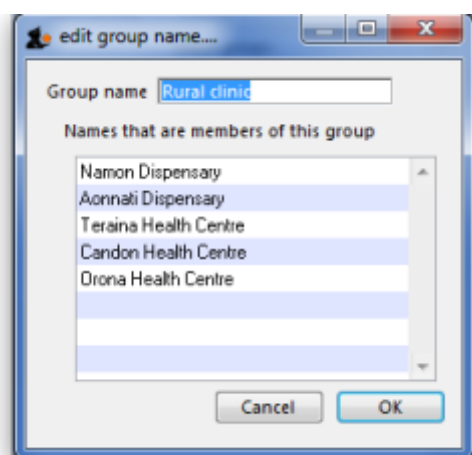 edit group name....
Group name Rural clinic
Names that are members of this group
Namon Dispensary
Aonnati Dispensary
Teraina Health Centre
Candon Health Centre
Orona Health Centre
Cancel OK